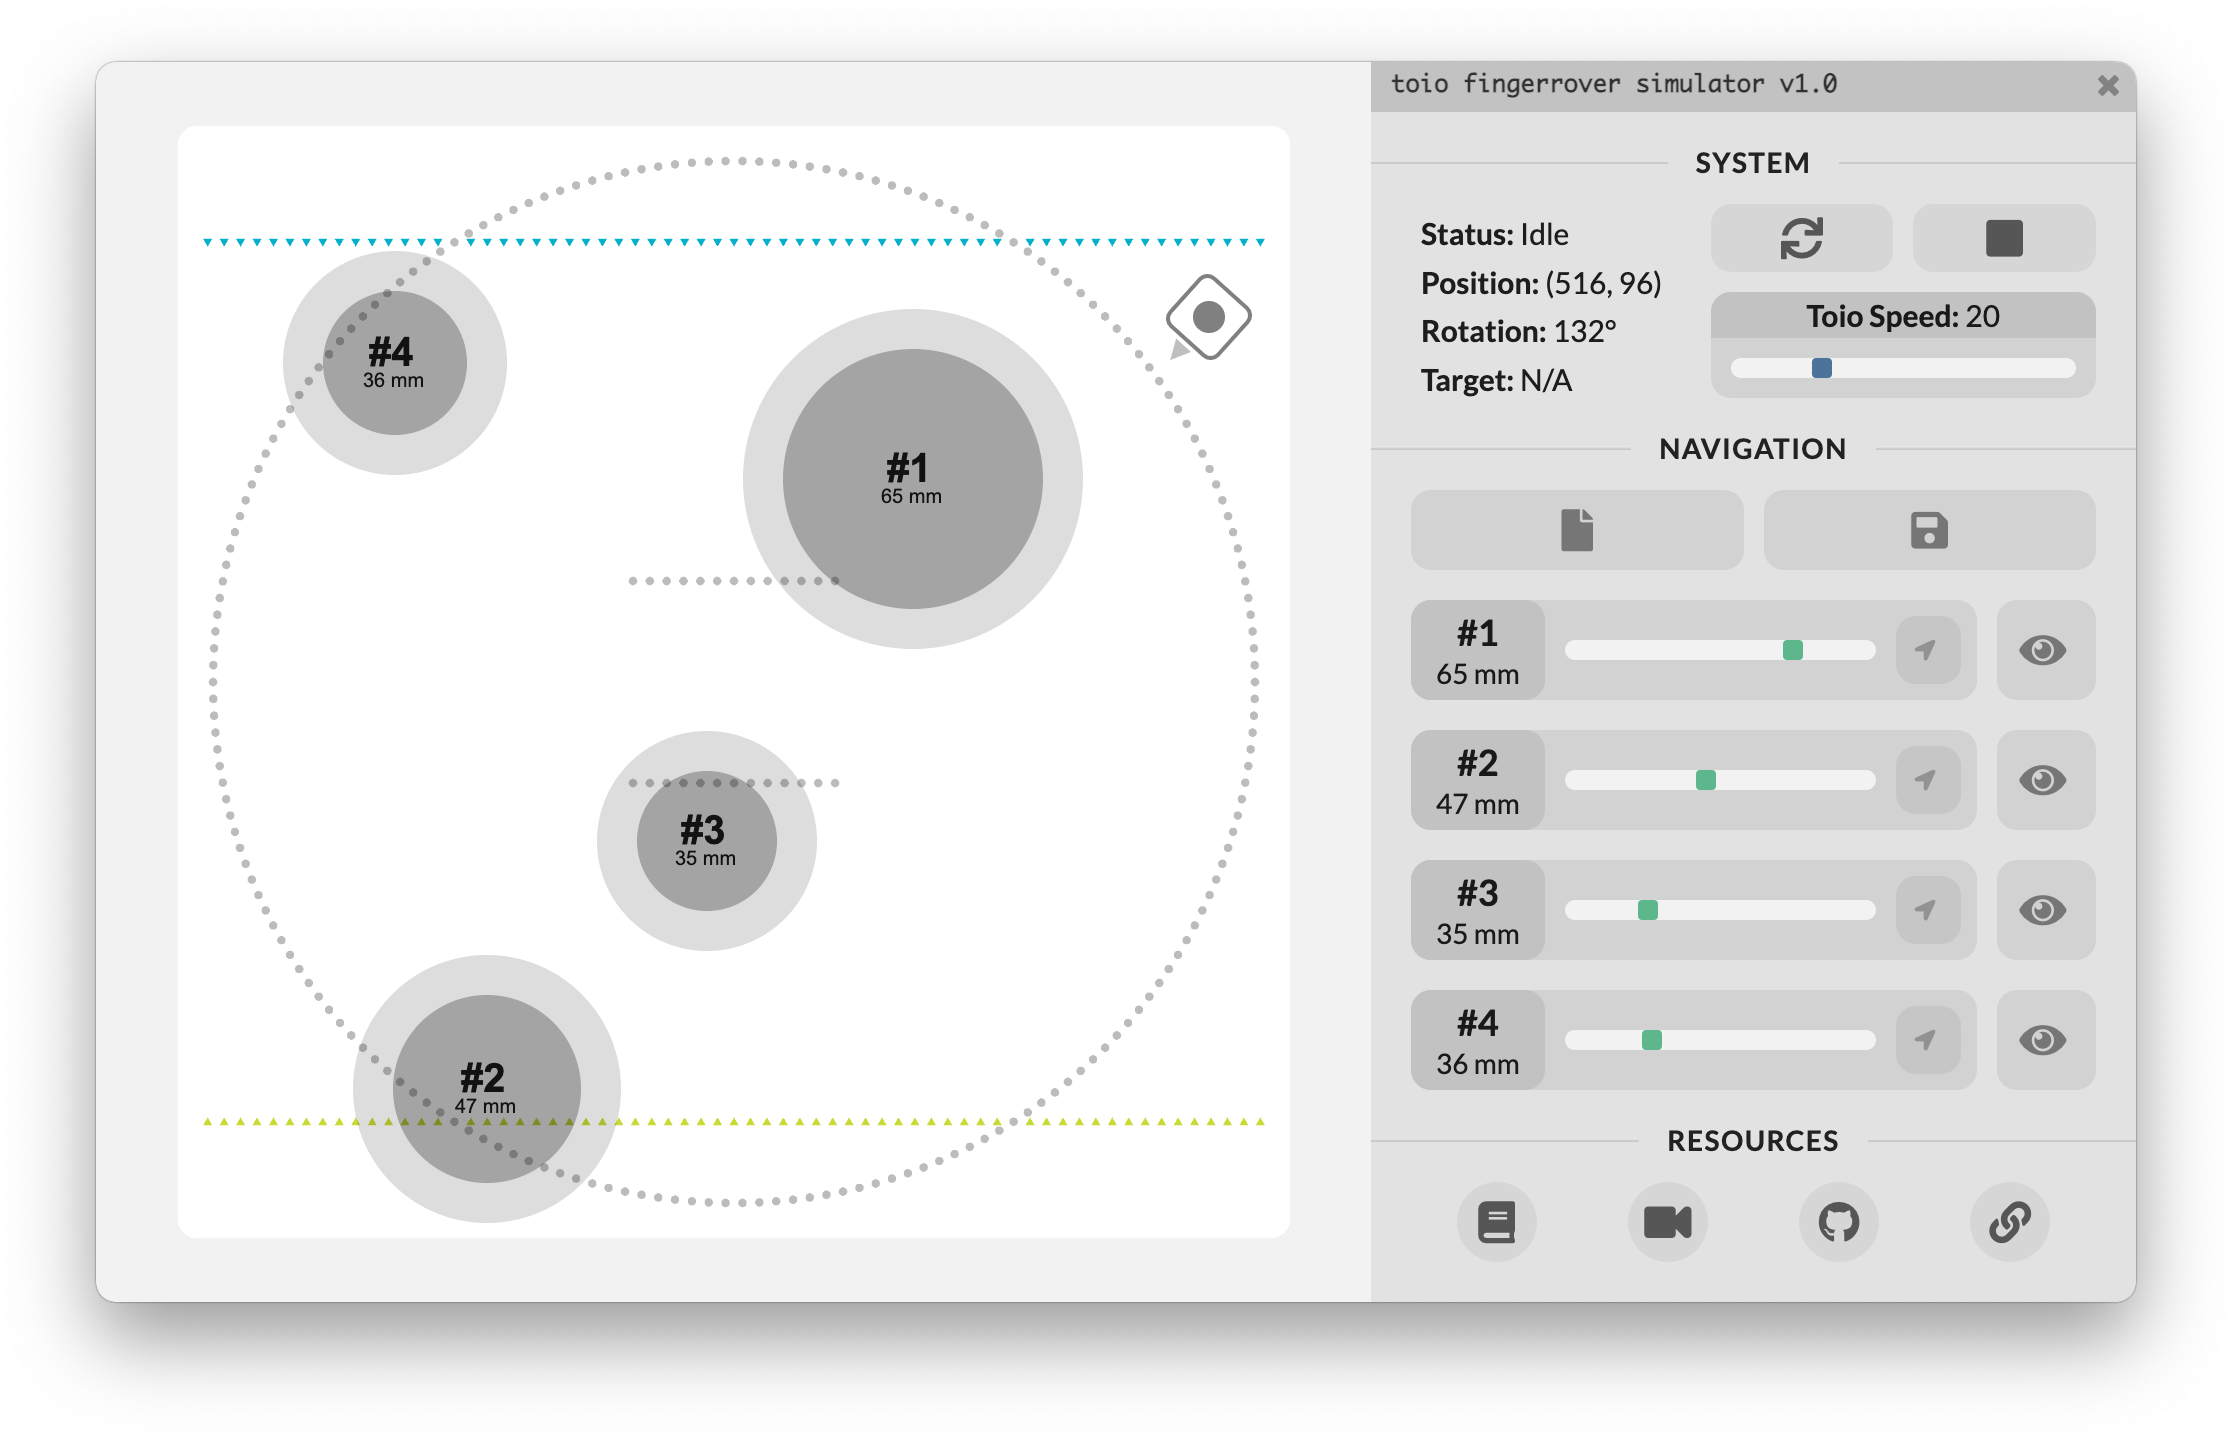 toio fingerrover simulator v1.0
SYSTEM
Status: Idle
Position: (516, 96)
Rotation: 132°
Target: N/A
Toio Speed: 20
NAVIGATION
#1
65 mm
#2
47 mm
#3
35 mm
#4
36 mm
RESOURCES
#4
36 mm
#1
65 mm
#3
35 mm
#2
47 mm